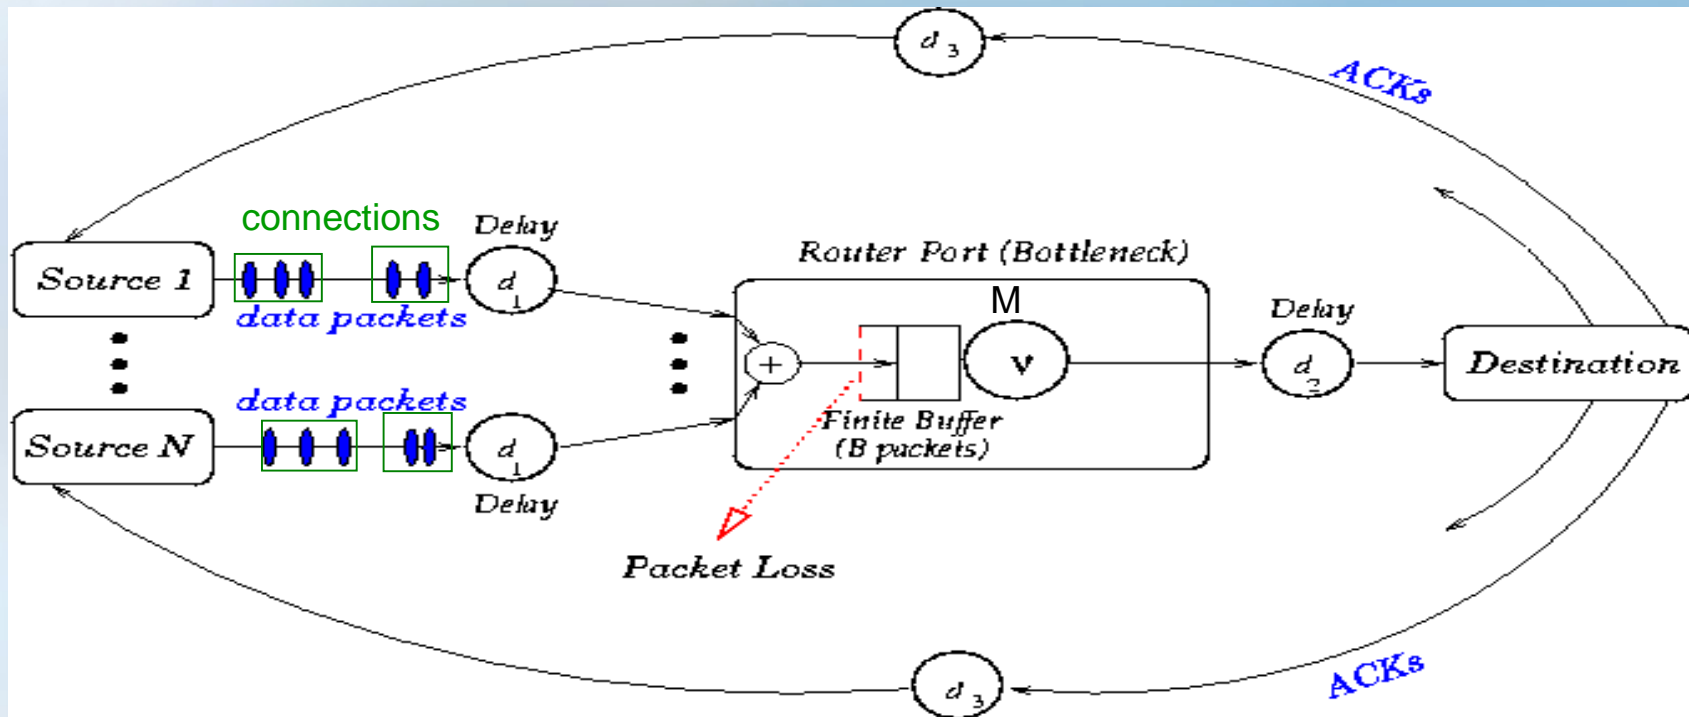 d 3
ACKs
connections
Delay
Router Port (Bottleneck)
Source 1
d 1
data packets
M
Delay
+
v
d 2
Destination
data packets
Finite Buffer
(B packets)
Source N
d 1
Delay
Packet Loss
d 3
ACKs